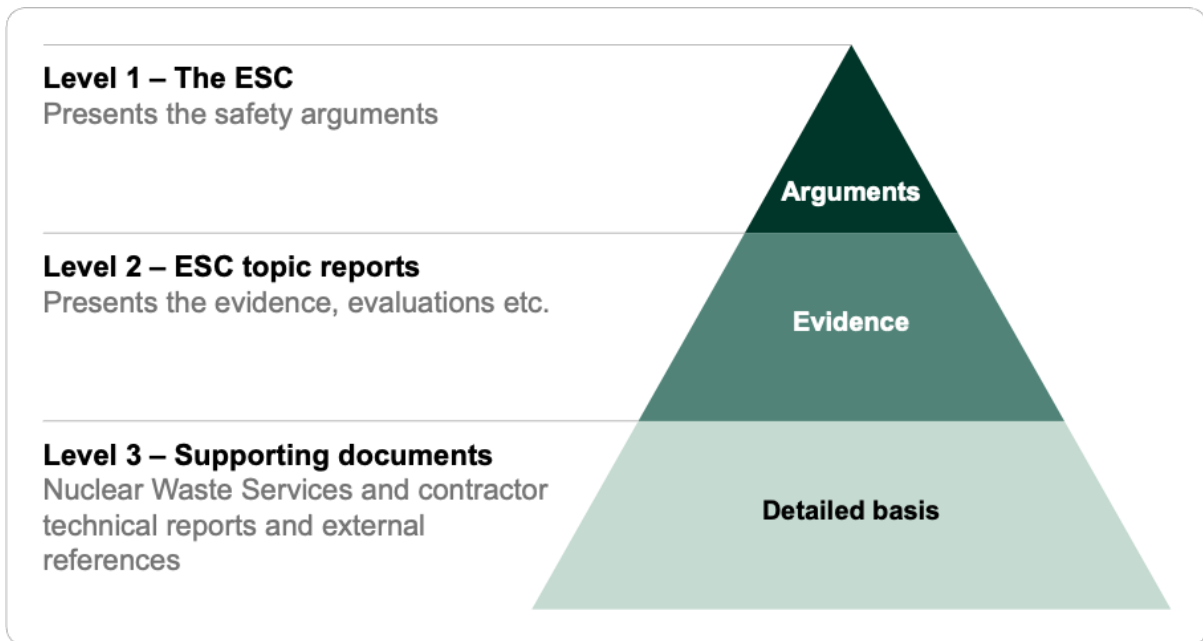 Level 1 – The ESC
Presents the safety arguments
Arguments
Level 2 – ESC topic reports
Presents the evidence, evaluations etc.
Evidence
Level 3 – Supporting documents
Nuclear Waste Services and contractor
technical reports and external
references
Detailed basis